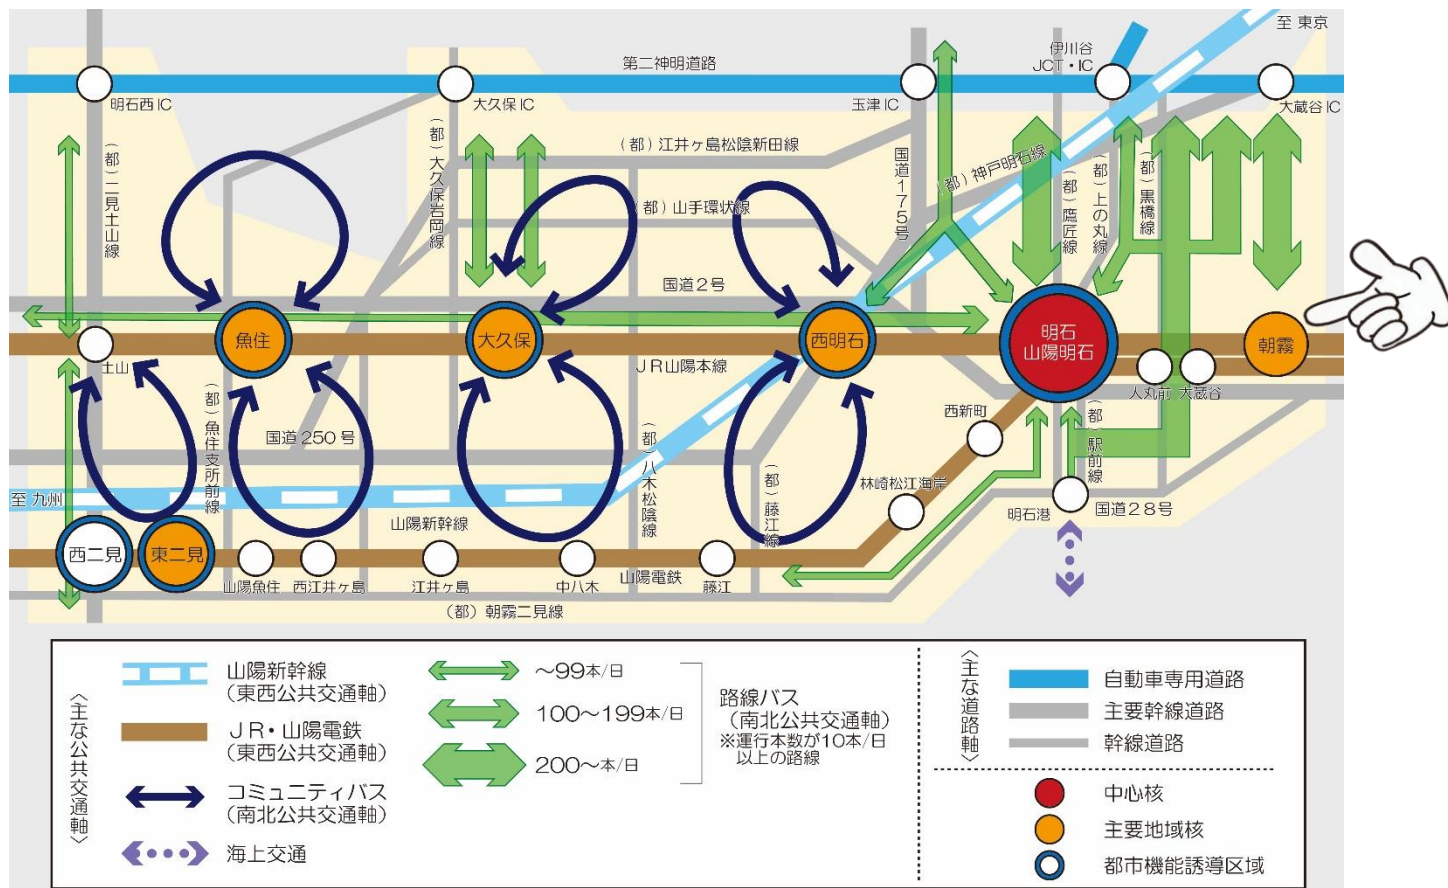 至 東京
第二神明道路
伊川谷
JCT・IC
明石西IC
大久保IC
玉津IC
大蔵谷IC
(都)二見土山線
(都)大久保岩岡線
(都)江井ヶ島松陰新田線
(都)山手環状線
国道175号
(都)神戸明石線
(都)鷹匠線
(都)上の丸線
(都)黒橋線
国道2号
魚住
大久保
西明石
明石
山陽明石
朝霧
土山
JR山陽本線
人丸前
大蔵谷
(都)魚住支所前線
国道250号
(都)八木松陰線
(都)藤江線
西新町
(都)駅前線
林崎松江海岸
明石港
国道28号
至 九州
山陽新幹線
西二見
東二見
山陽魚住
西江井ヶ島
江井ヶ島
中八木
山陽電鉄
藤江
(都)朝霧二見線
〈主な公共交通軸〉
山陽新幹線
(東西公共交通軸)
JR・山陽電鉄
(東西公共交通軸)
コミュニティバス
(南北公共交通軸)
海上交通
～99本/日
100～199本/日
200～本/日
路線バス
(南北公共交通軸)
※運行本数が10本/日
以上の路線
〈主な道路軸〉
自動車専用道路
主要幹線道路
幹線道路
中心核
主要地域核
都市機能誘導区域